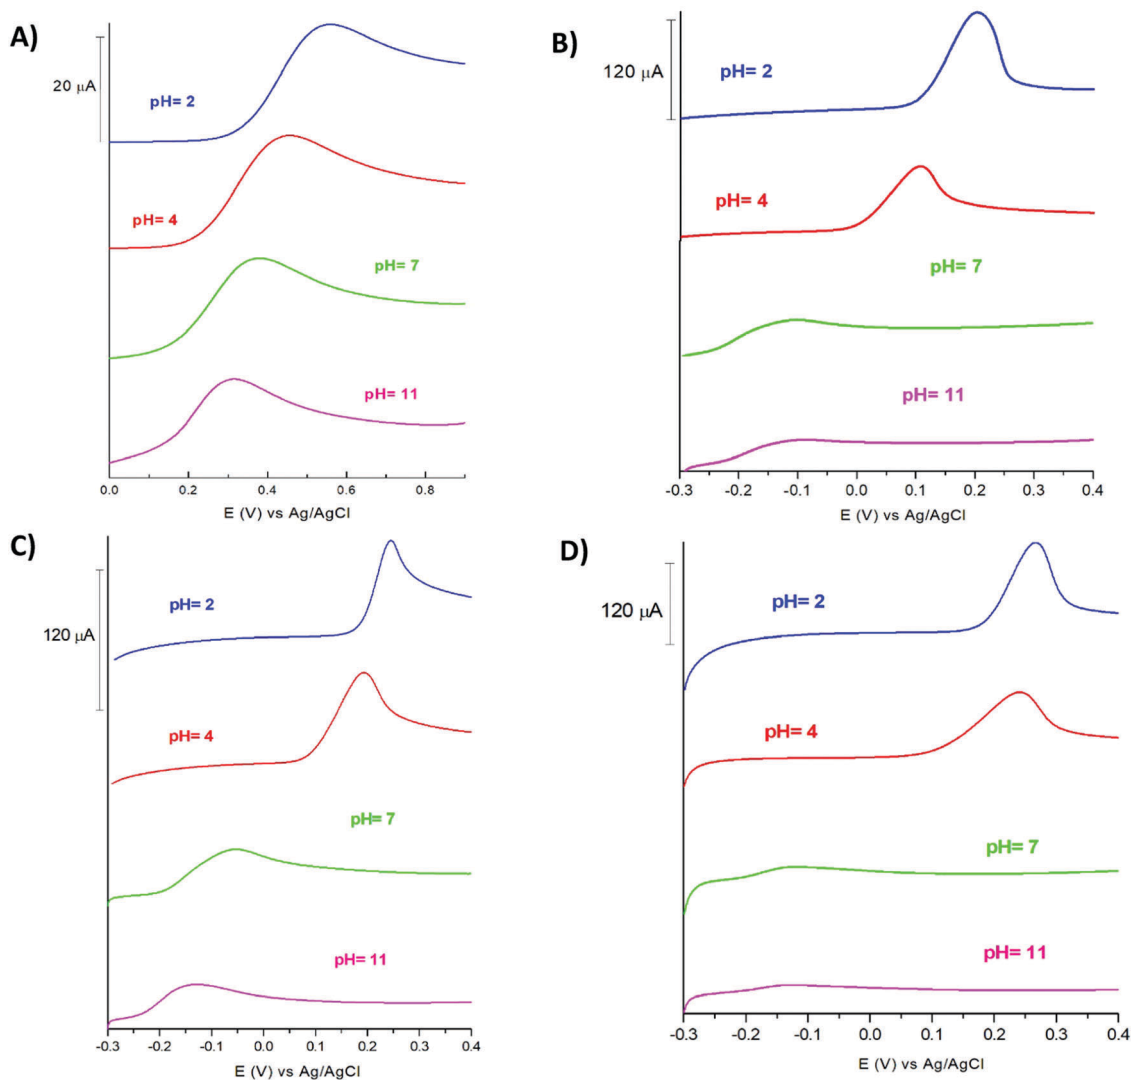 A)
20 μA
pH= 2
pH= 4
pH= 7
pH= 11
0.0 0.2 0.4 0.6 0.8
E (V) vs Ag/AgCl
B)
120 μA
pH= 2
pH= 4
pH= 7
pH= 11
-0.3 -0.2 -0.1 0.0 0.1 0.2 0.3 0.4
E (V) vs Ag/AgCl
C)
120 μA
pH= 2
pH= 4
pH= 7
pH= 11
-0.3 -0.2 -0.1 0.0 0.1 0.2 0.3 0.4
E (V) vs Ag/AgCl
D)
120 μA
pH= 2
pH= 4
pH= 7
pH= 11
-0.3 -0.2 -0.1 0.0 0.1 0.2 0.3 0.4
E (V) vs Ag/AgCl